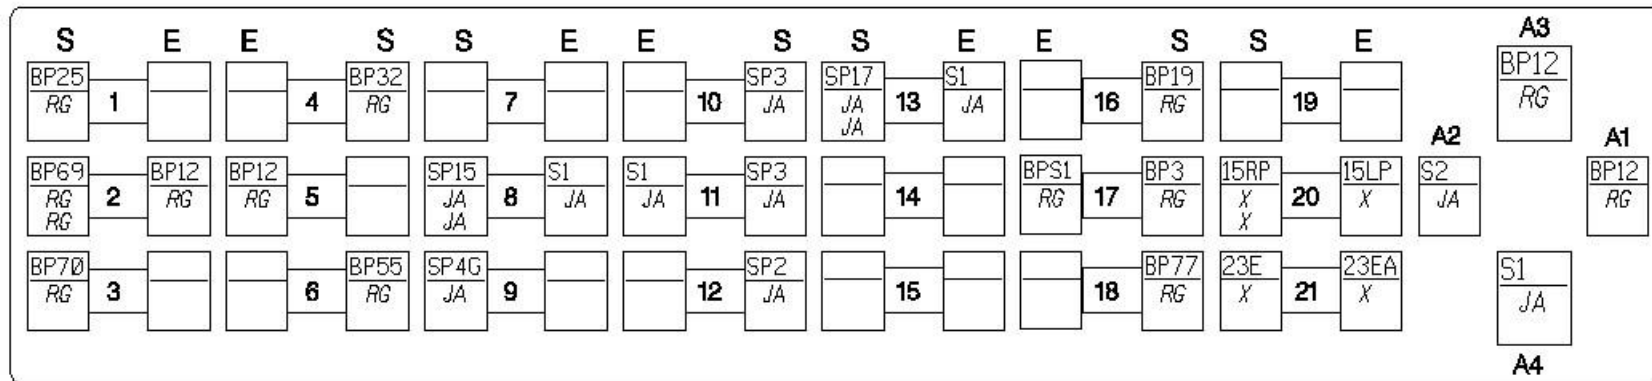 S E E S S E E S S E E S S E A3
BP25 BP32 SP3 SP17 S1 BP19 BP12
RG 1 4 RG 7 10 JA JA 13 JA 16 RG 19 RG
JA
A2 A1
BP69 BP12 BP12 SP15 S1 S1 SP3 BPS1 BP3 15RP 15LP S2 BP12
RG 2 RG RG 5 JA 8 JA JA 11 JA 14 RG 17 RG X 20 X JA RG
RG JA X
BP70 BP55 SP4G SP2 BP77 23E 23EA S1
RG 3 6 RG JA 9 12 JA 15 18 RG X 21 X JA
A4